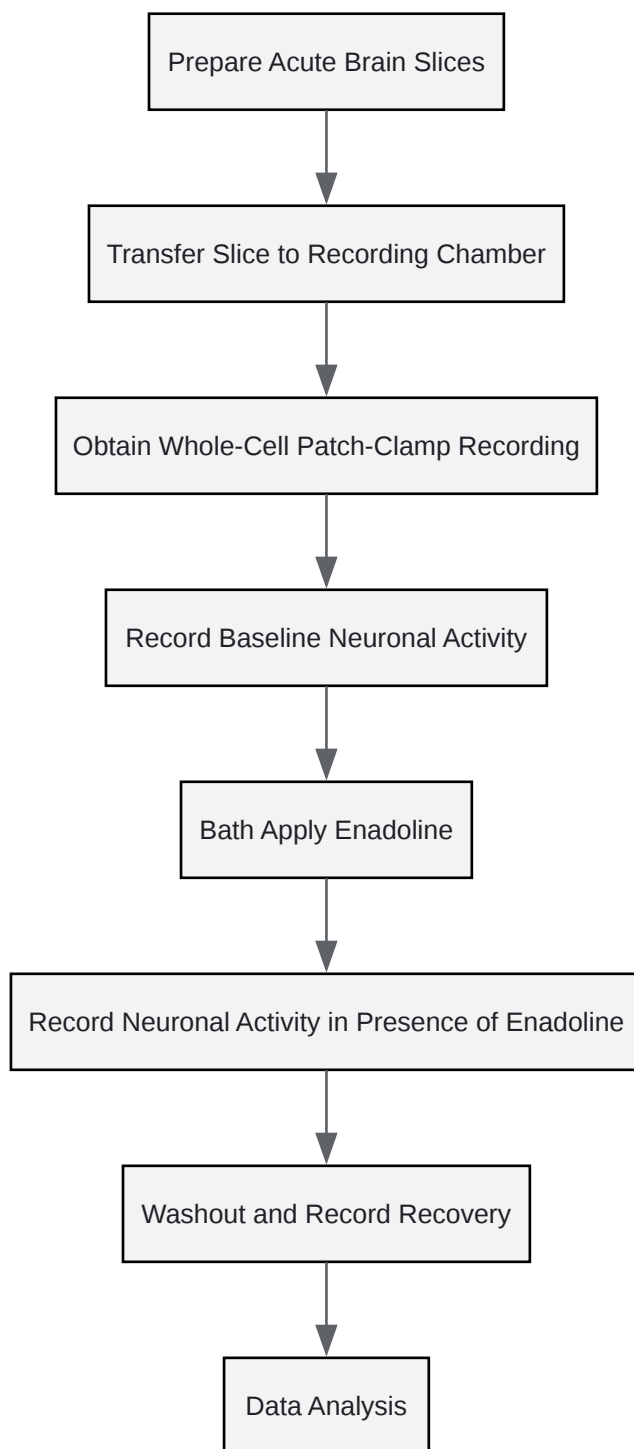 Prepare Acute Brain Slices
Transfer Slice to Recording Chamber
Obtain Whole-Cell Patch-Clamp Recording
Record Baseline Neuronal Activity
Bath Apply Enadoline
Record Neuronal Activity in Presence of Enadoline
Washout and Record Recovery
Data Analysis